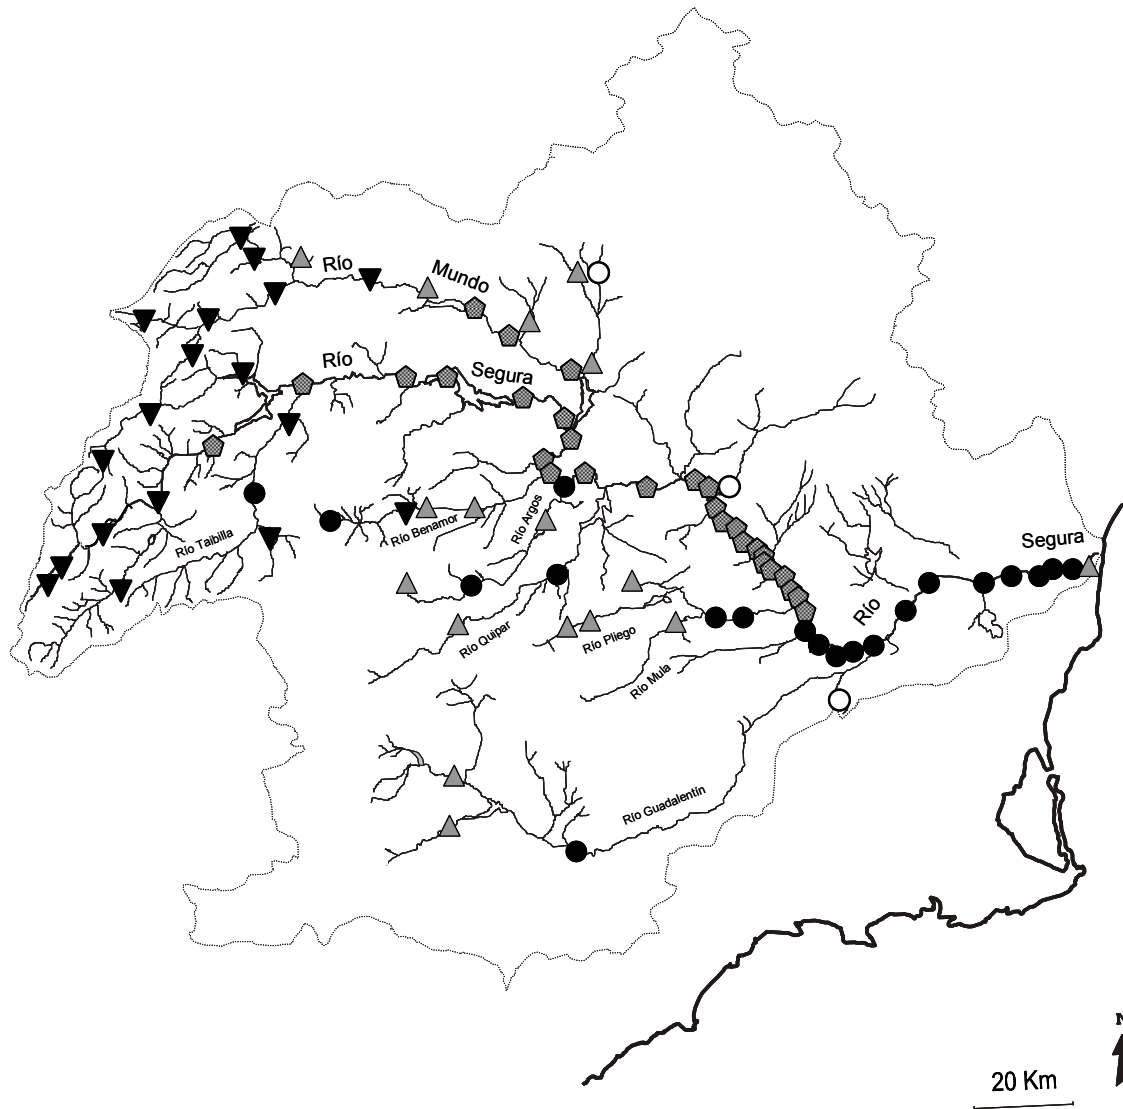 Río
Mundo
Río
Segura
Río Taibilla
Río Benamor
Río Argos
Segura
Río
Río Quipar
Río Pliego
Río Mula
Río Guadalentín
N
20 Km